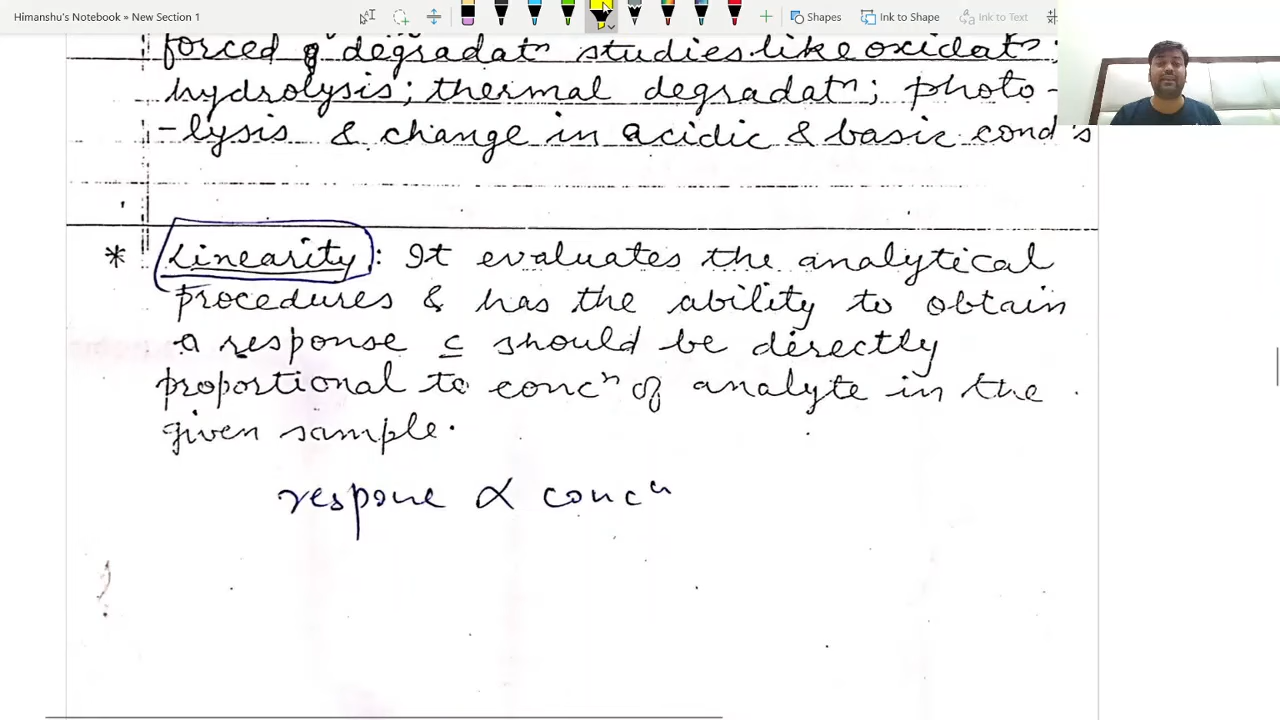 Himanshu's Notebook » New Section 1
Shapes
Ink to Shape
Ink to Text
forced degradatⁿ studies like oxidatⁿ;
hydrolysis; thermal degradatⁿ; photo-
-lysis & change in acidic & basic condⁿs
* Linearity: It evaluates the analytical
procedures & has the ability to obtain
a response c̲ should be directly
proportional to concⁿ of analyte in the
given sample.
respone ∝ concⁿ